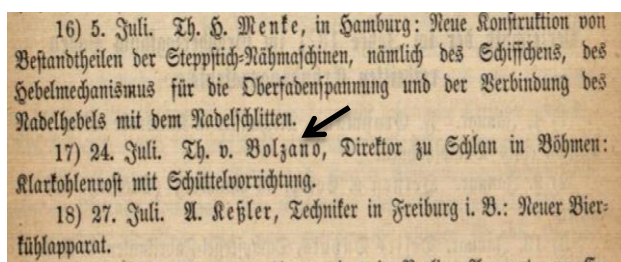 16) 5. Juli. Th. H. Menke, in Hamburg: Neue Konstruktion von
Bestandtheilen der Steppstich-Nähmaschinen, nämlich des Schiffchens, des
Hebelmechanismus für die Oberfadenspannung und der Verbindung des
Nadelhebels mit dem Nadelschlitten.
17) 24. Juli. Th. v. Bolzano, Direktor zu Schlan in Böhmen:
Klarkohlenrost mit Schüttelvorrichtung.
18) 27. Juli. A. Keßler, Techniker in Freiburg i. B.: Neuer Bier-
kühlapparat.